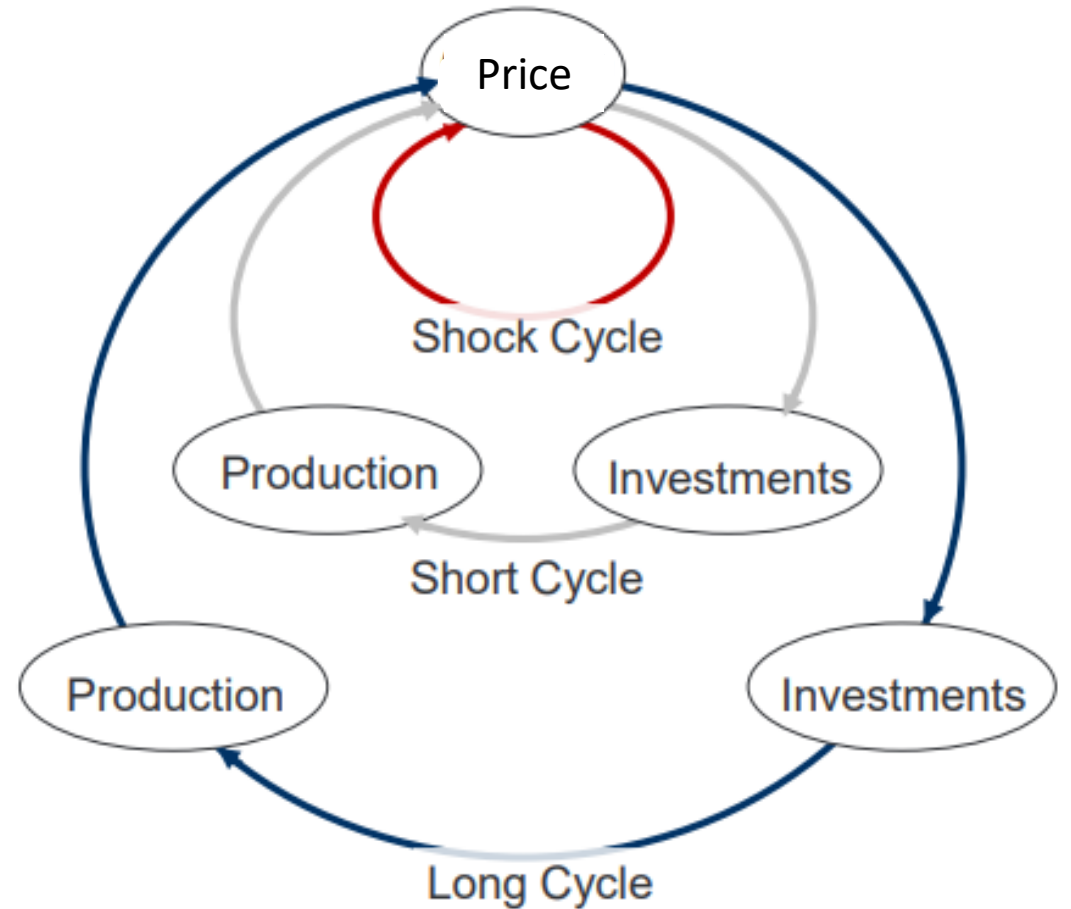 Price
Shock Cycle
Production
Investments
Short Cycle
Production
Investments
Long Cycle